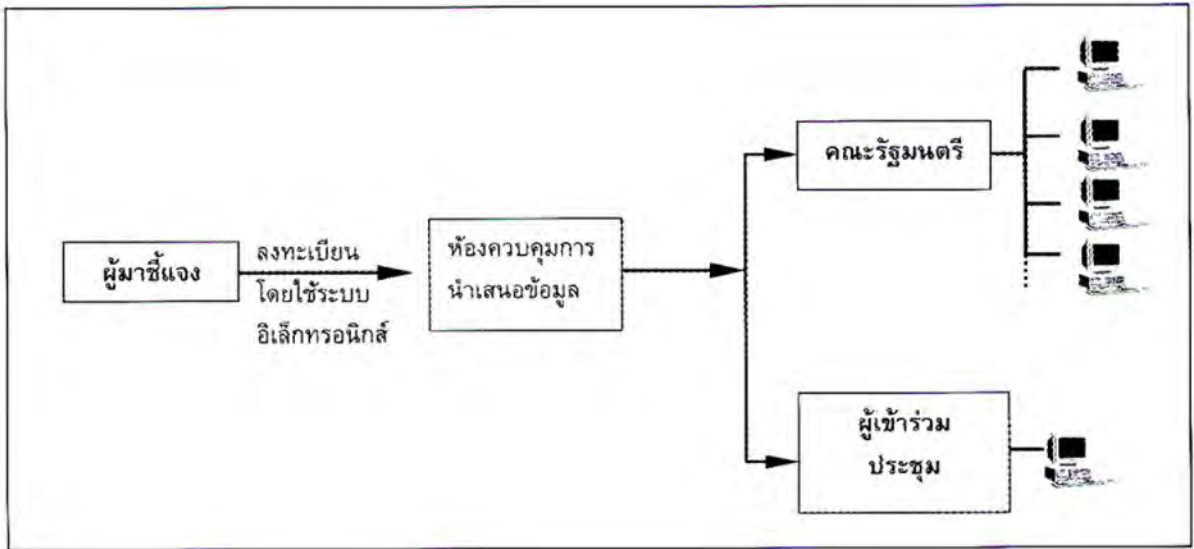 ผู้มาชี้แจง
ลงทะเบียน
โดยใช้ระบบ
อิเล็กทรอนิกส์
ห้องควบคุมการ
นำเสนอข้อมูล
คณะรัฐมนตรี
ผู้เข้าร่วม
ประชุม